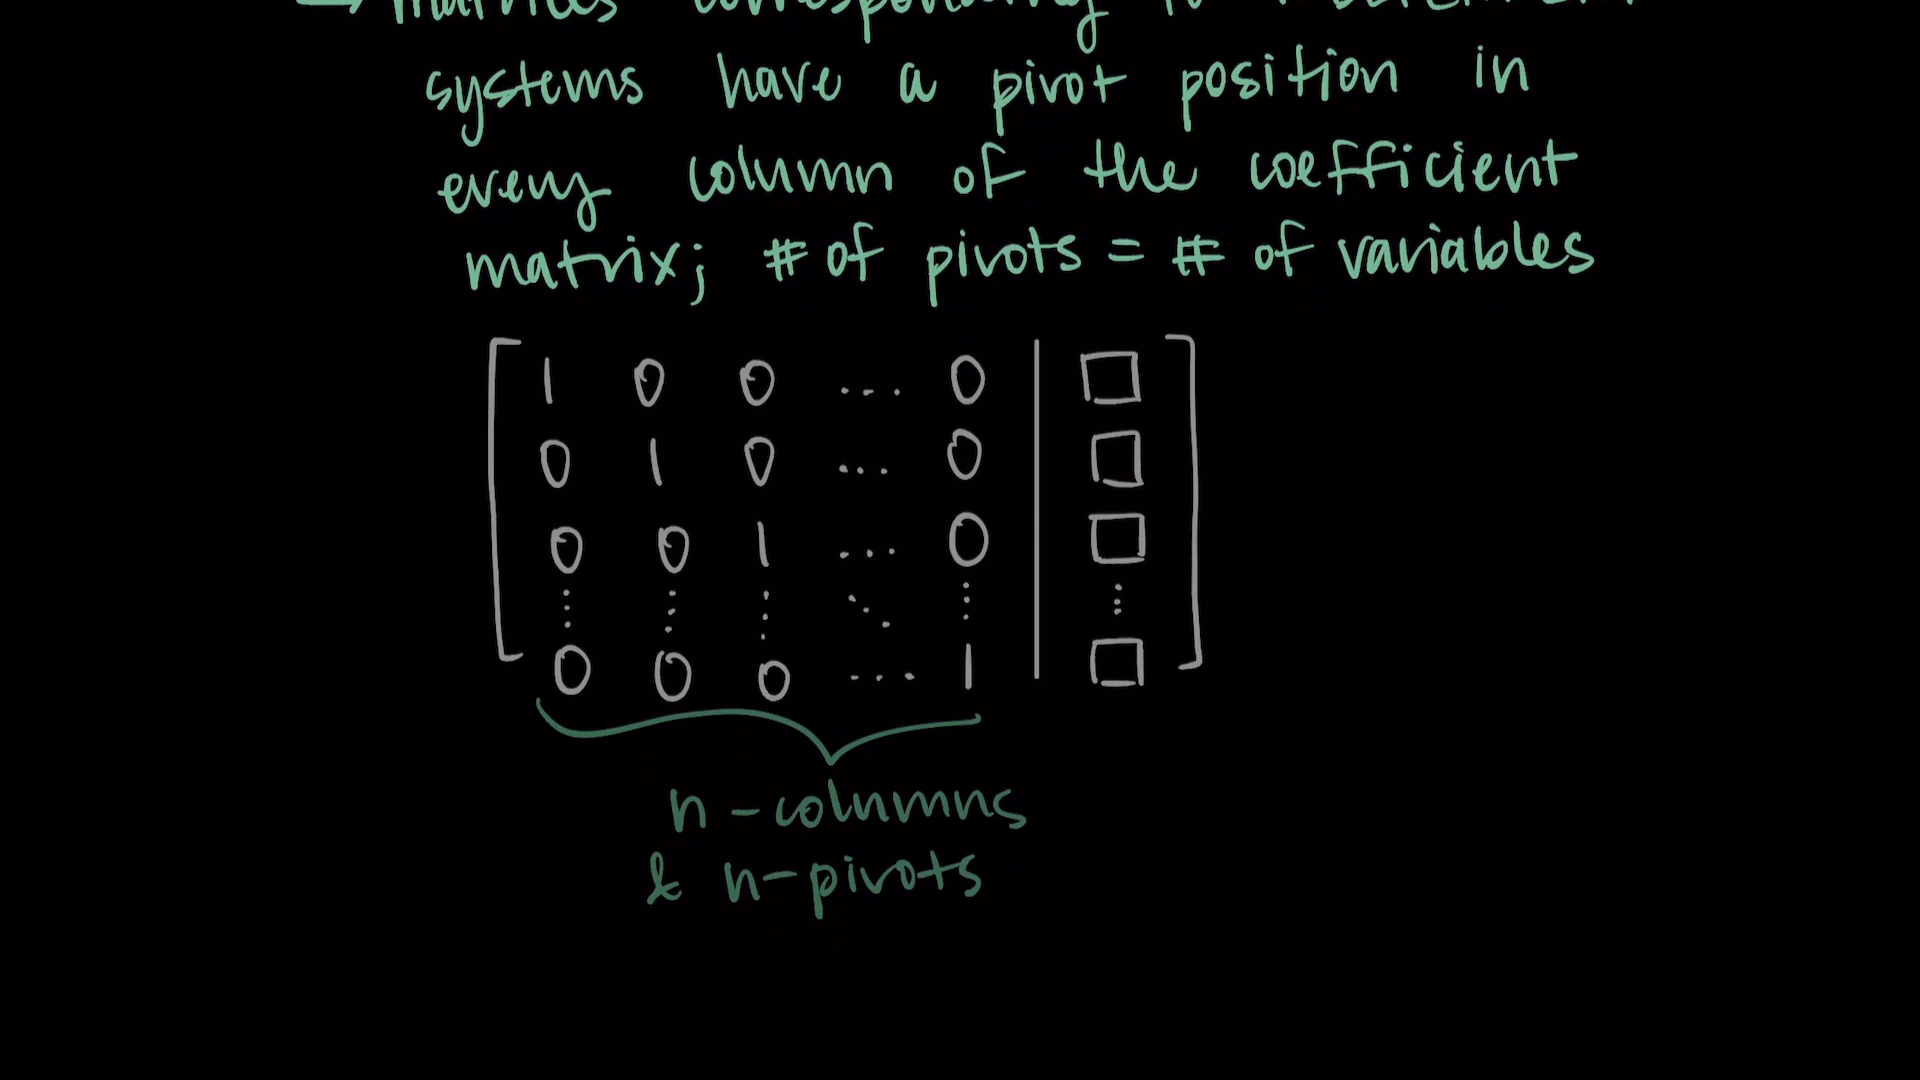 systems have a pivot position in
every column of the coefficient
matrix; # of pivots = # of variables
1 0 0 ... 0 | □
0 1 0 ... 0 | □
0 0 1 ... 0 | □
⋮ ⋮ ⋮ ⋱ ⋮ ⋮
0 0 0 ... 1 | □
n-columns
& n-pivots